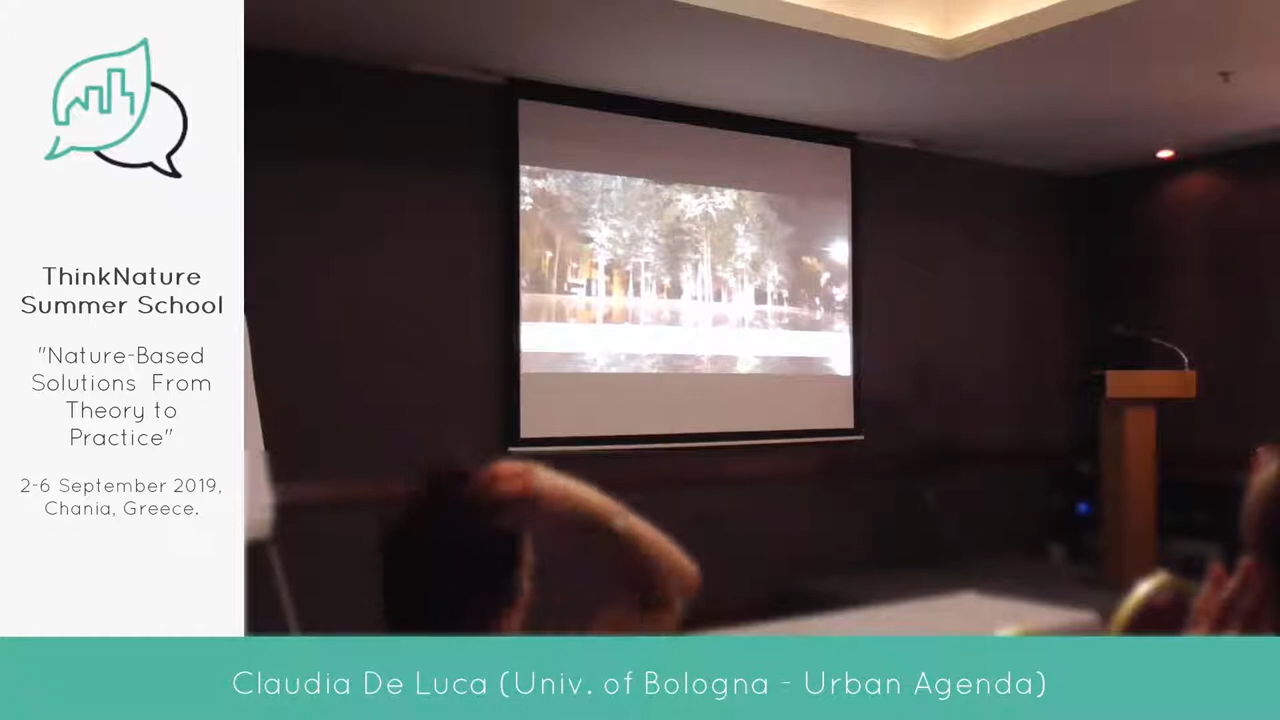 ThinkNature
Summer School
"Nature-Based
Solutions From
Theory to
Practice"
2-6 September 2019,
Chania, Greece.
Claudia De Luca (Univ. of Bologna - Urban Agenda)